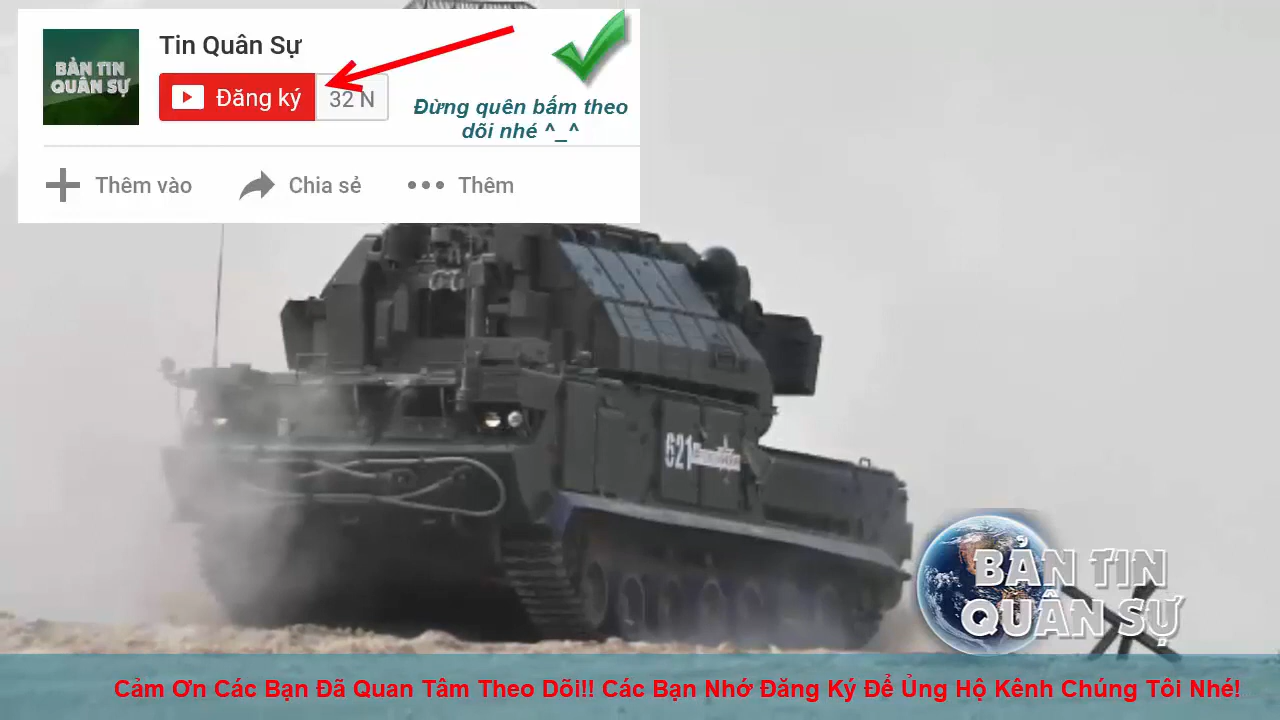 Tin Quân Sự
BẢN TIN
QUÂN SỰ
Đăng ký
32 N
Đừng quên bấm theo
dõi nhé ^_^
Thêm vào
Chia sẻ
Thêm
621
BẢN TIN
QUÂN SỰ
Cảm Ơn Các Bạn Đã Quan Tâm Theo Dõi!! Các Bạn Nhớ Đăng Ký Để Ủng Hộ Kênh Chúng Tôi Nhé!